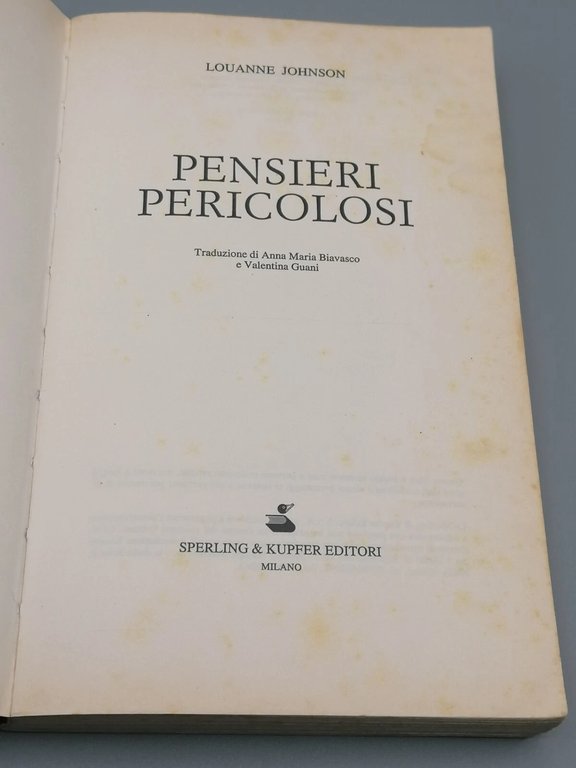 LOUANNE JOHNSON
PENSIERI
PERICOLOSI
Traduzione di Anna Maria Biavasco
e Valentina Guani
SPERLING & KUPFER EDITORI
MILANO